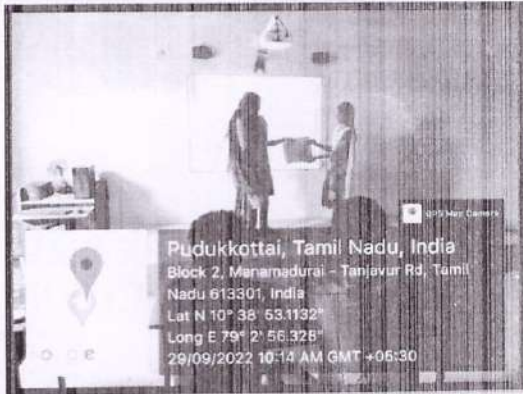 GPS Map Camera
Pudukkottai, Tamil Nadu, India
Block 2, Manamadurai - Tanjavur Rd, Tamil
Nadu 613301, India
Lat N 10° 38' 53.1132"
Long E 79° 2' 56.328"
29/09/2022 10:14 AM GMT +05:30